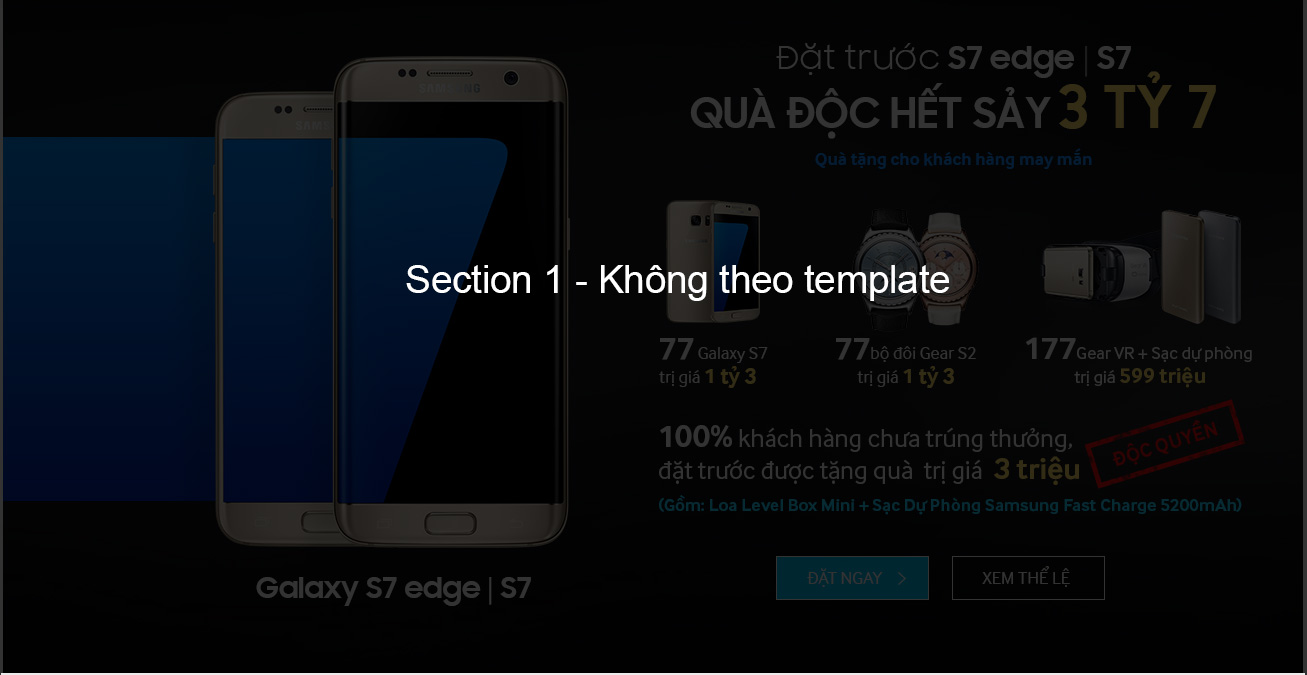 Đặt trước S7 edge | S7
QUÀ ĐỘC HẾT SẢY 3 TỶ 7
Quà tặng cho khách hàng may mắn
SAMSUNG
SAMS
Section 1 - Không theo template
77 Galaxy S7
trị giá 1 tỷ 3
77 bộ đôi Gear S2
trị giá 1 tỷ 3
177 Gear VR + Sạc dự phòng
trị giá 599 triệu
100% khách hàng chưa trúng thưởng,
đặt trước được tặng quà trị giá 3 triệu
ĐỘC QUYỀN
(Gồm: Loa Level Box Mini + Sạc Dự Phòng Samsung Fast Charge 5200mAh)
Galaxy S7 edge | S7
ĐẶT NGAY
XEM THỂ LỆ